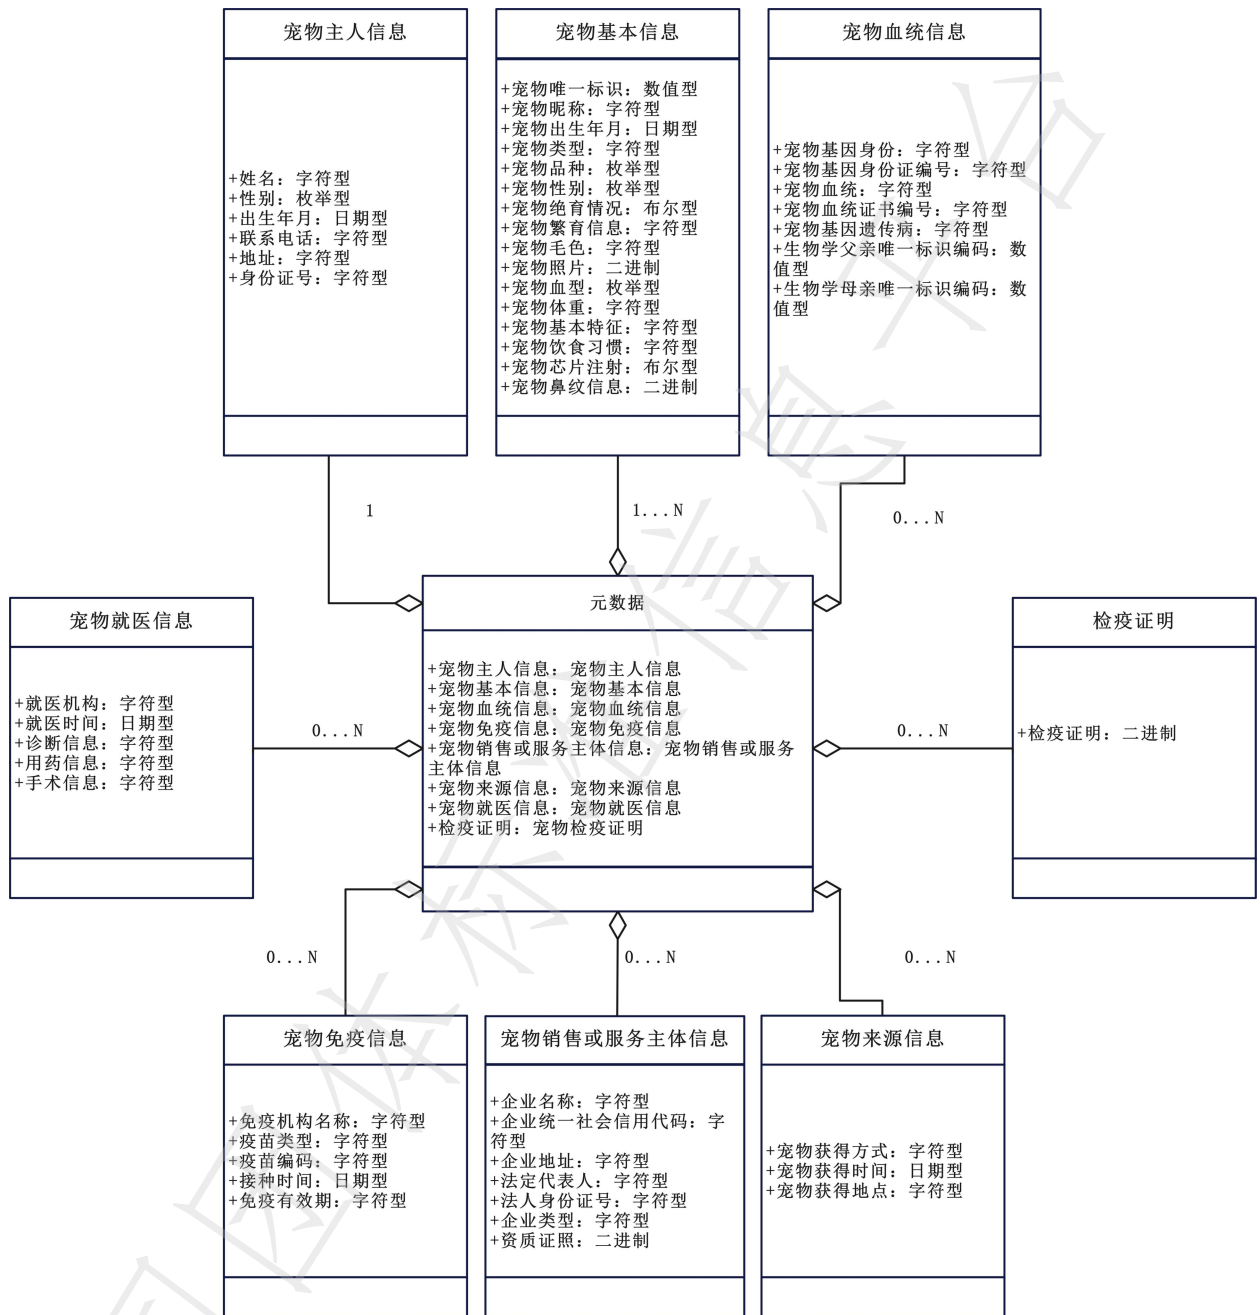 宠物主人信息
+姓名：字符型
+性别：枚举型
+出生年月：日期型
+联系电话：字符型
+地址：字符型
+身份证号：字符型
宠物基本信息
+宠物唯一标识：数值型
+宠物昵称：字符型
+宠物出生年月：日期型
+宠物类型：字符型
+宠物品种：枚举型
+宠物性别：枚举型
+宠物绝育情况：布尔型
+宠物繁育信息：字符型
+宠物毛色：字符型
+宠物照片：二进制
+宠物血型：枚举型
+宠物体重：字符型
+宠物基本特征：字符型
+宠物饮食习惯：字符型
+宠物芯片注射：布尔型
+宠物鼻纹信息：二进制
宠物血统信息
+宠物基因身份：字符型
+宠物基因身份证编号：字符型
+宠物血统：字符型
+宠物血统证书编号：字符型
+宠物基因遗传病：字符型
+生物学父亲唯一标识编码：数
值型
+生物学母亲唯一标识编码：数
值型
1
1...N
0...N
宠物就医信息
+就医机构：字符型
+就医时间：日期型
+诊断信息：字符型
+用药信息：字符型
+手术信息：字符型
0...N
元数据
+宠物主人信息：宠物主人信息
+宠物基本信息：宠物基本信息
+宠物血统信息：宠物血统信息
+宠物免疫信息：宠物免疫信息
+宠物销售或服务主体信息：宠物销售或服务
主体信息
+宠物来源信息：宠物来源信息
+宠物就医信息：宠物就医信息
+检疫证明：宠物检疫证明
0...N
检疫证明
+检疫证明：二进制
0...N
0...N
0...N
宠物免疫信息
+免疫机构名称：字符型
+疫苗类型：字符型
+疫苗编码：字符型
+接种时间：日期型
+免疫有效期：字符型
宠物销售或服务主体信息
+企业名称：字符型
+企业统一社会信用代码：字
符型
+企业地址：字符型
+法定代表人：字符型
+法人身份证号：字符型
+企业类型：字符型
+资质证照：二进制
宠物来源信息
+宠物获得方式：字符型
+宠物获得时间：日期型
+宠物获得地点：字符型
团体标准信息平台